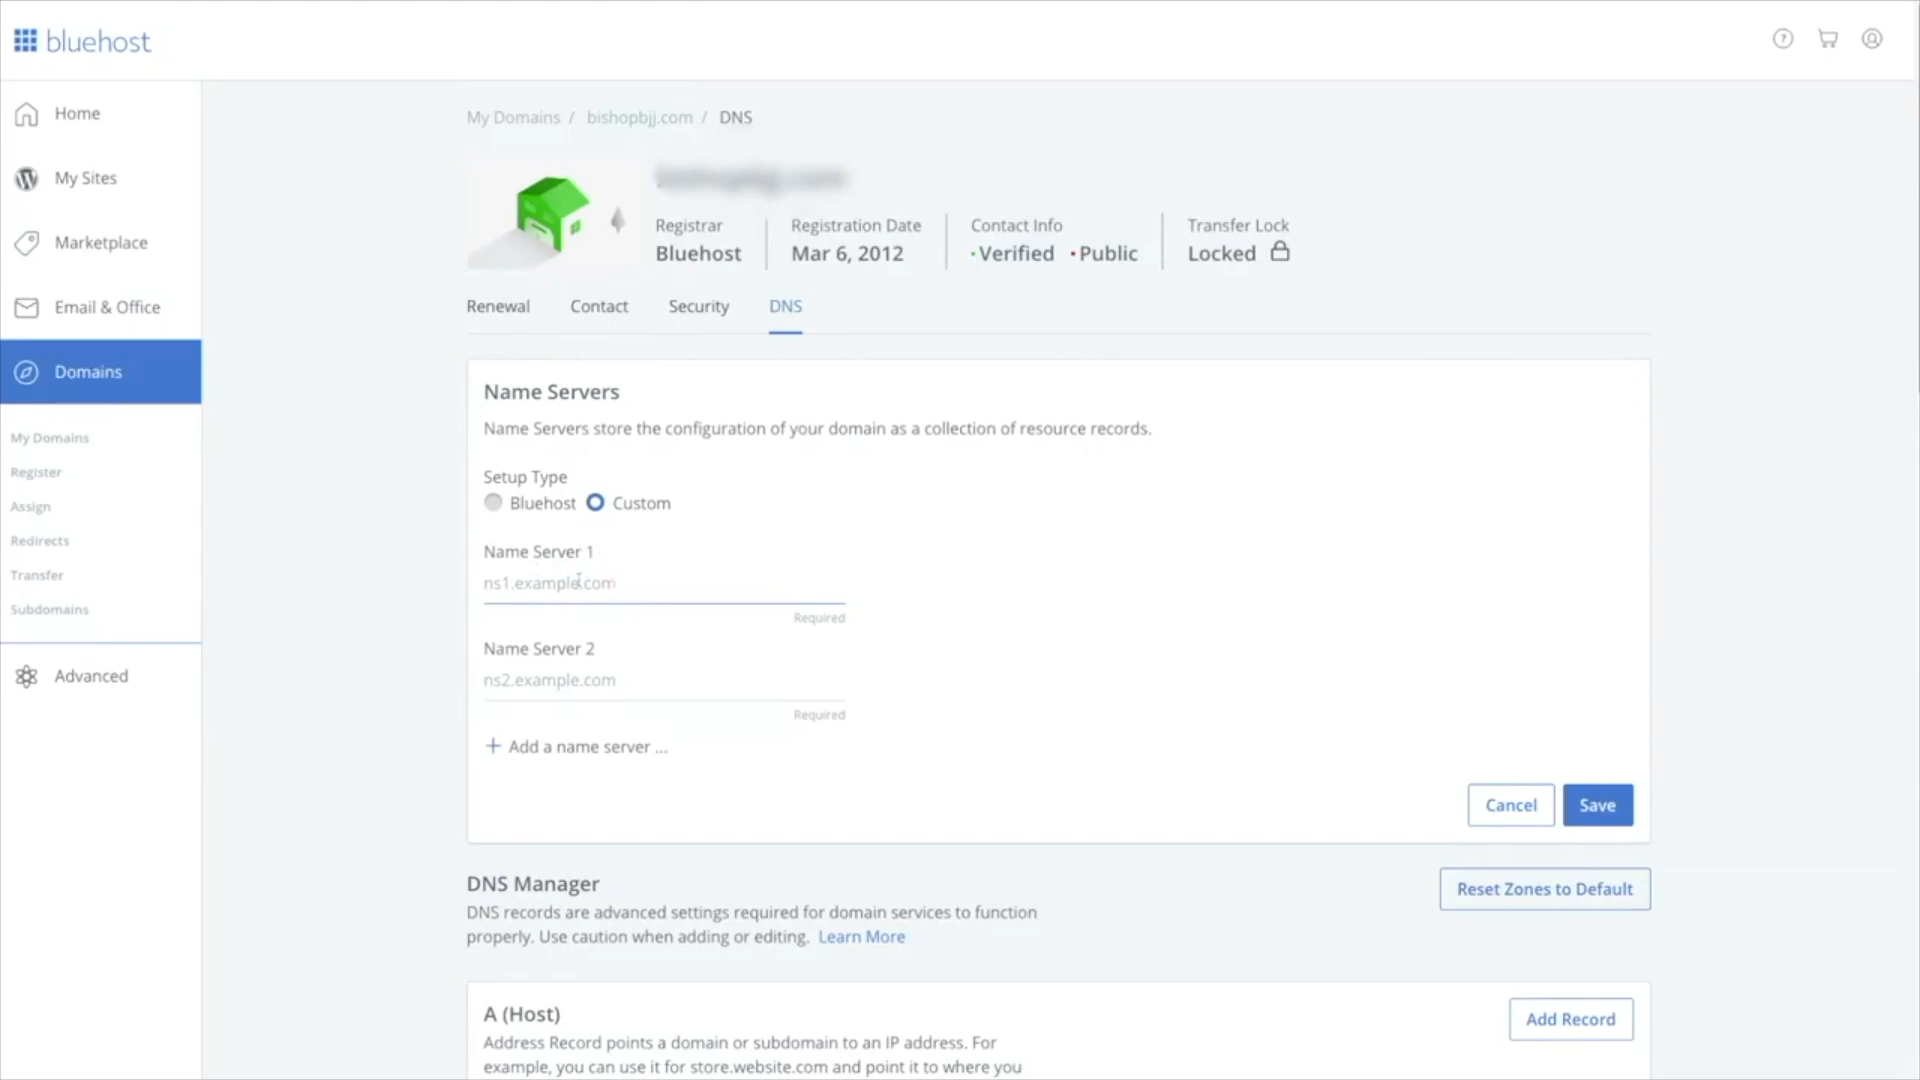 bluehost
Home
My Sites
Marketplace
Email & Office
Domains
My Domains
Register
Assign
Redirects
Transfer
Subdomains
Advanced
My Domains / bishopbjj.com / DNS
Registrar
Bluehost
Registration Date
Mar 6, 2012
Contact Info
Verified Public
Transfer Lock
Locked
Renewal Contact Security DNS
Name Servers
Name Servers store the configuration of your domain as a collection of resource records.
Setup Type
Bluehost Custom
Name Server 1
ns1.example.com
Required
Name Server 2
ns2.example.com
Required
+ Add a name server ...
Cancel Save
DNS Manager
Reset Zones to Default
DNS records are advanced settings required for domain services to function
properly. Use caution when adding or editing. Learn More
A (Host)
Add Record
Address Record points a domain or subdomain to an IP address. For
example, you can use it for store.website.com and point it to where you